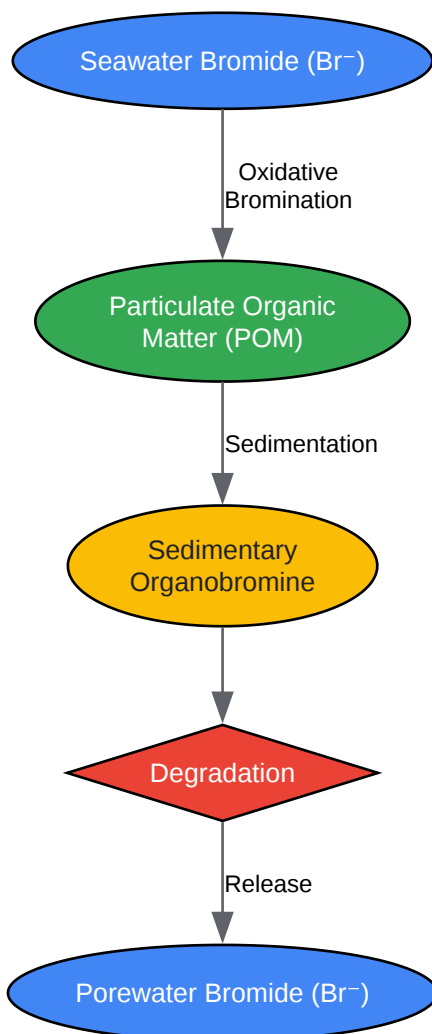 Seawater Bromide (Br⁻)
Oxidative
Bromination
Particulate Organic
Matter (POM)
Sedimentation
Sedimentary
Organobromine
Degradation
Release
Porewater Bromide (Br⁻)